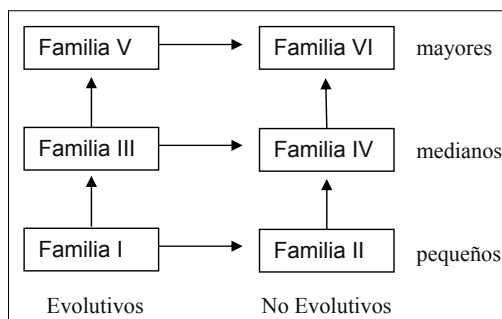 Familia V Familia VI mayores
Familia III Familia IV medianos
Familia I Familia II pequeños
Evolutivos No Evolutivos